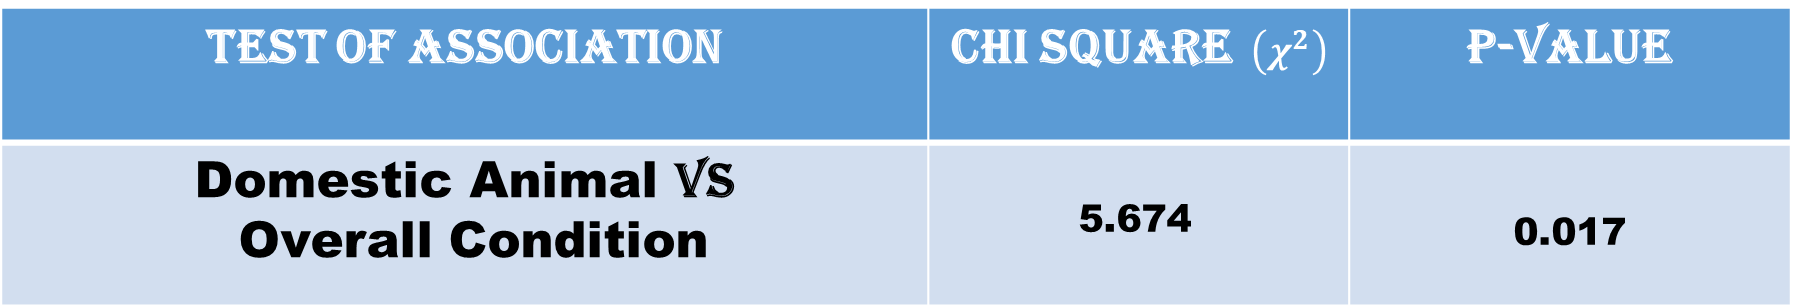 TEST OF ASSOCIATION
CHI SQUARE (χ²)
P-VALUE
Domestic Animal VS
Overall Condition
5.674
0.017